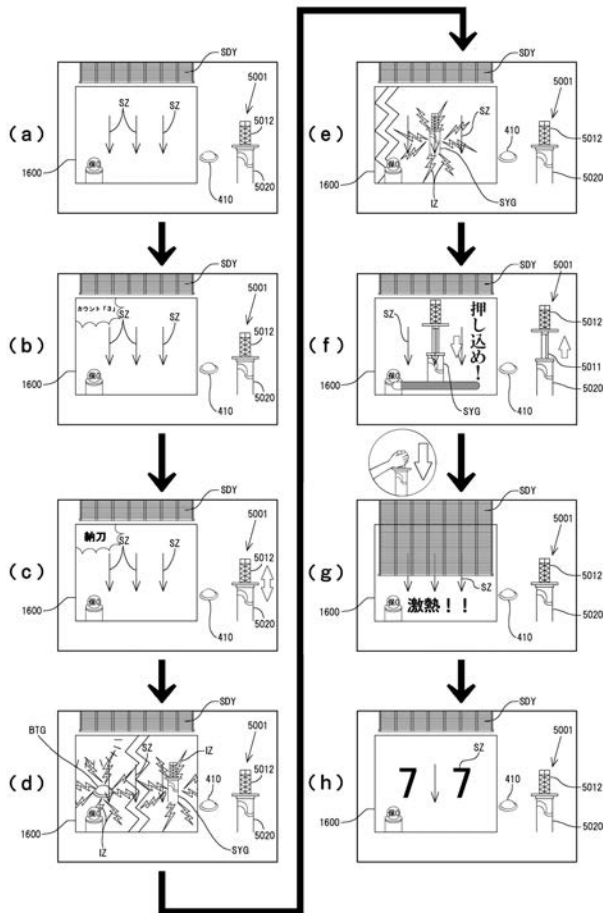 (a)
SDY
SZ
SZ
5001
5012
1600
410
5020
(b)
SDY
カウント「3」
SZ
SZ
5001
5012
1600
410
5020
(c)
SDY
納刀
SZ
SZ
5001
5012
1600
410
5020
(d)
SDY
BTG
SZ
IZ
410
5001
5012
1600
5020
IZ
SYG
(e)
SDY
5001
410
SZ
5012
1600
5020
IZ
SYG
(f)
SDY
5001
SZ
押し込め!
5012
5011
1600
5020
SYG
410
(g)
SDY
5001
5012
SZ
1600
激熱!!
410
5020
(h)
SDY
SZ
7
7
5001
5012
1600
410
5020